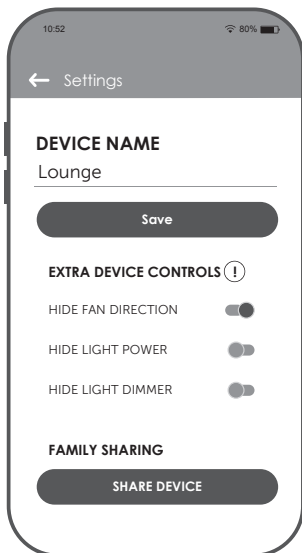 10:52 80%
Settings
DEVICE NAME
Lounge
Save
EXTRA DEVICE CONTROLS !
HIDE FAN DIRECTION
HIDE LIGHT POWER
HIDE LIGHT DIMMER
FAMILY SHARING
SHARE DEVICE